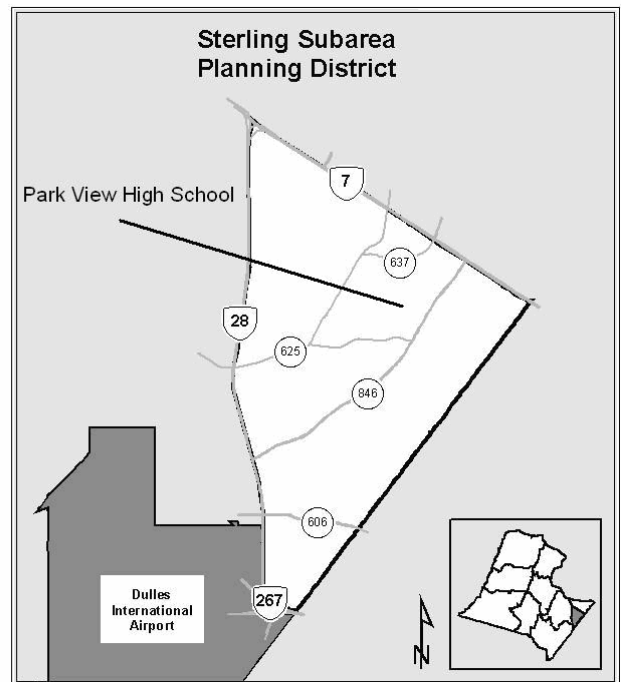 Sterling Subarea
Planning District
Park View High School
7
637
28
625
846
606
267
Dulles
International
Airport
N